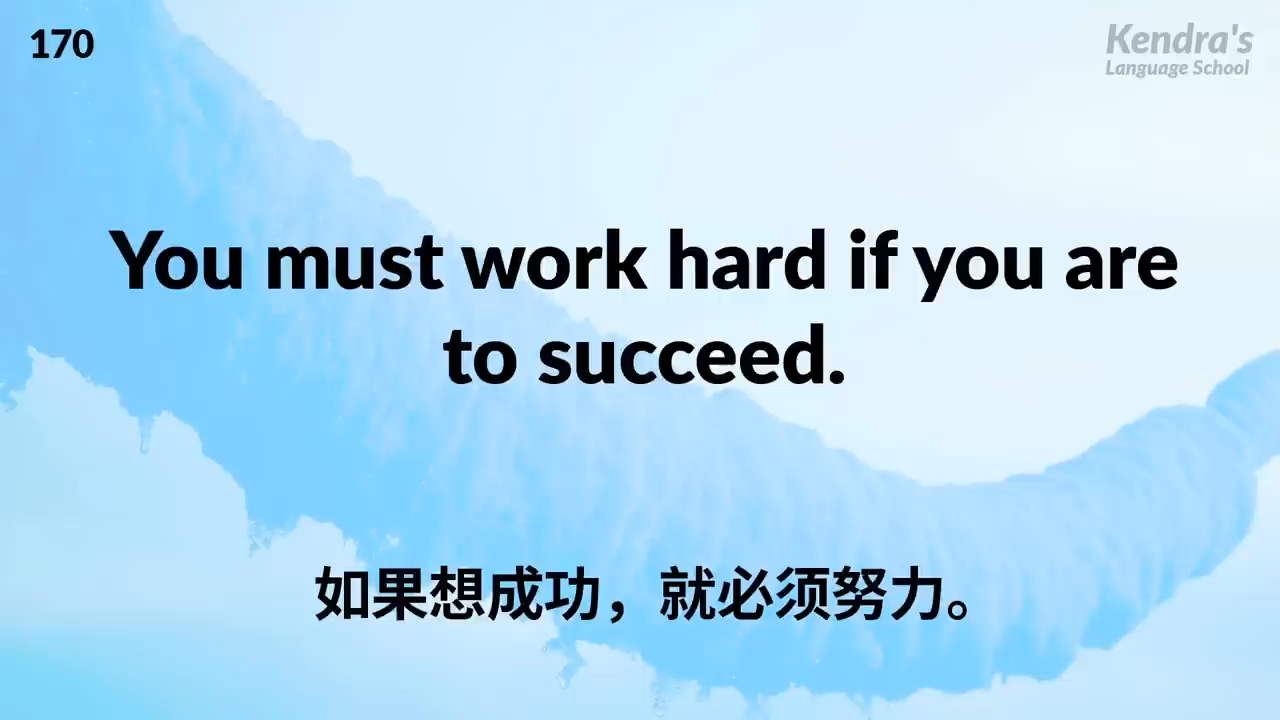 170
Kendra's
Language School
You must work hard if you are
to succeed.
如果想成功，就必须努力。